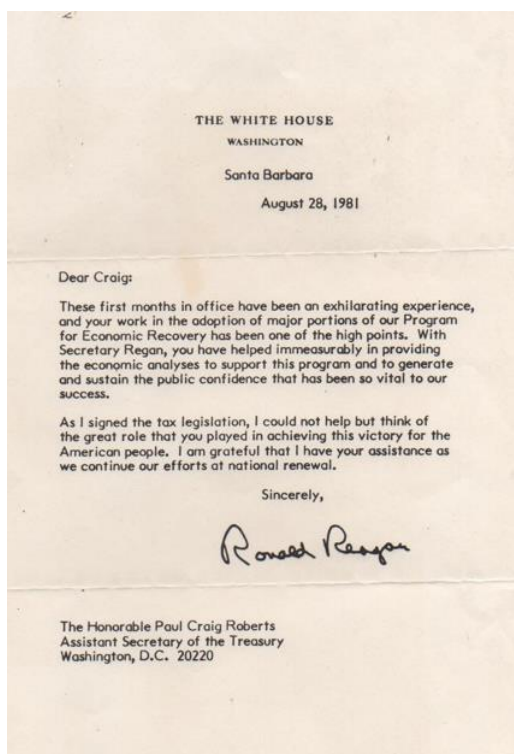 THE WHITE HOUSE
WASHINGTON
Santa Barbara
August 28, 1981
Dear Craig:
These first months in office have been an exhilarating experience,
and your work in the adoption of major portions of our Program
for Economic Recovery has been one of the high points.  With
Secretary Regan, you have helped immeasurably in providing
the economic analyses to support this program and to generate
and sustain the public confidence that has been so vital to our
success.
As I signed the tax legislation, I could not help but think of
the great role that you played in achieving this victory for the
American people.  I am grateful that I have your assistance as
we continue our efforts at national renewal.
Sincerely,
Ronald Reagan
The Honorable Paul Craig Roberts
Assistant Secretary of the Treasury
Washington, D.C.  20220